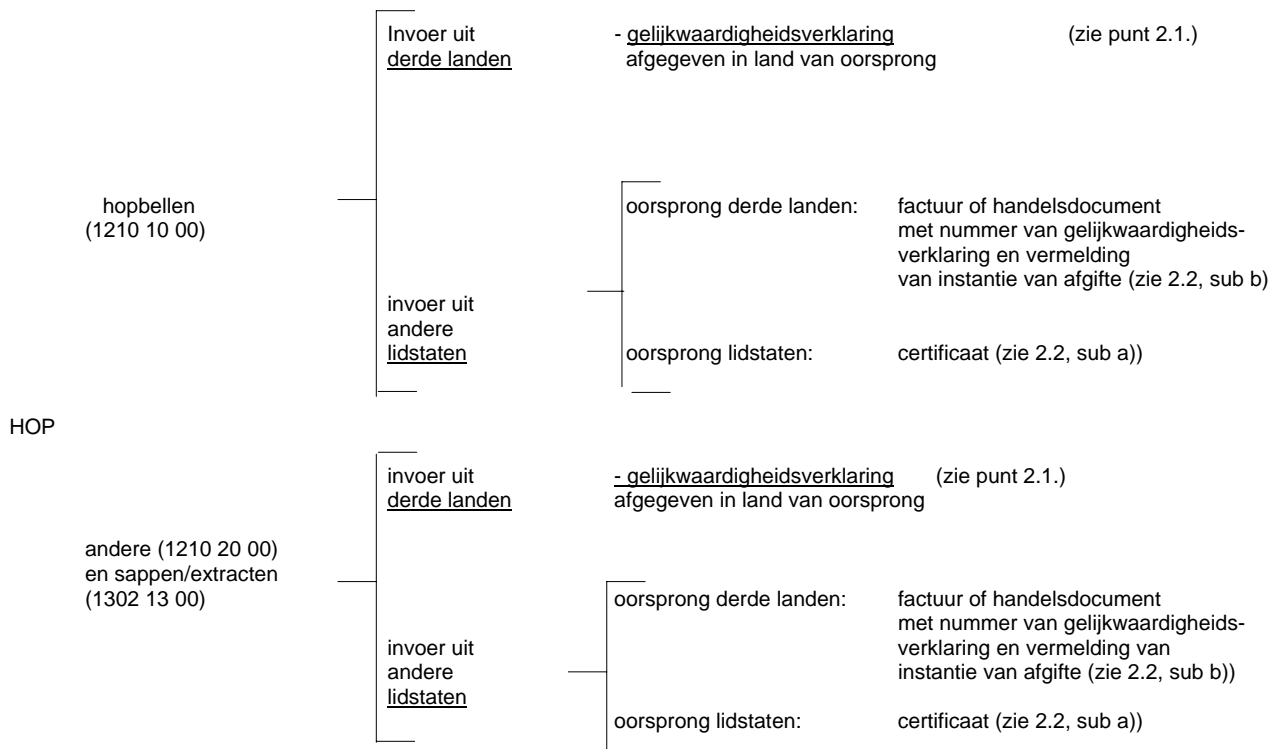 Invoer uit - gelijkwaardigheidsverklaring (zie punt 2.1.)
derde landen afgegeven in land van oorsprong
hopbellen
(1210 10 00)
oorsprong derde landen: factuur of handelsdocument
met nummer van gelijkwaardigheids-
verklaring en vermelding
van instantie van afgifte (zie 2.2, sub b)
invoer uit
andere
lidstaten
oorsprong lidstaten: certificaat (zie 2.2, sub a))
HOP
invoer uit - gelijkwaardigheidsverklaring (zie punt 2.1.)
derde landen afgegeven in land van oorsprong
andere (1210 20 00)
en sappen/extracten
(1302 13 00)
oorsprong derde landen: factuur of handelsdocument
met nummer van gelijkwaardigheids-
verklaring en vermelding van
instantie van afgifte (zie 2.2, sub b))
invoer uit
andere
lidstaten
oorsprong lidstaten: certificaat (zie 2.2, sub a))